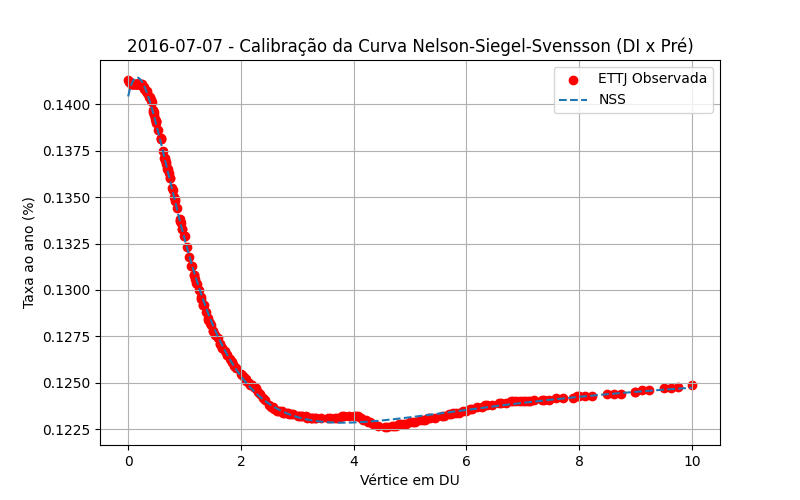 2016-07-07 - Calibração da Curva Nelson-Siegel-Svensson (DI x Pré)
ETTJ Observada
NSS
Taxa ao ano (%)
0.1400
0.1375
0.1350
0.1325
0.1300
0.1275
0.1250
0.1225
0 2 4 6 8 10
Vértice em DU